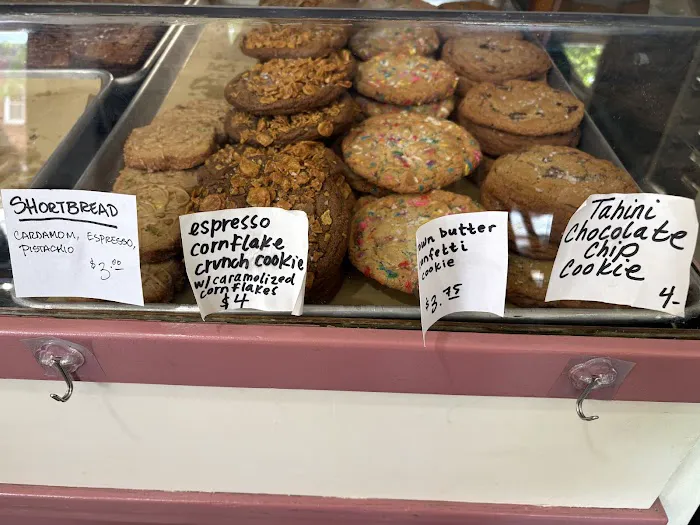 SHORTBREAD
CARDAMOM, ESPRESSO,
PISTACHIO
$3.00
espresso
cornflake
crunch cookie
w/caramelized
cornflakes
$4
butter
confetti
cookie
$3.75
Tahini
Chocolate
Chip
Cookie
4-